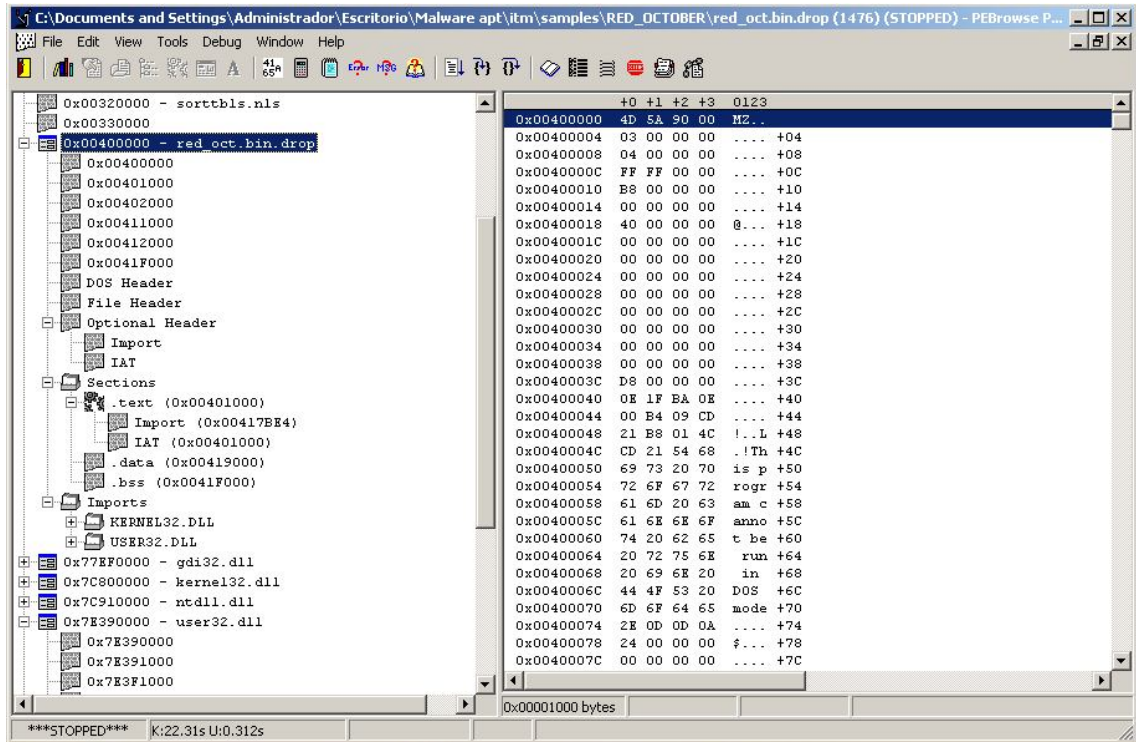 C:\Documents and Settings\Administrador\Escritorio\Malware apt\itm\samples\RED_OCTOBER\red_oct.bin.drop (1476) (STOPPED) - PEBrowse P...
File Edit View Tools Debug Window Help
0x00320000 - sorttbls.nls
0x00330000
0x00400000 - red_oct.bin.drop
0x00400000
0x00401000
0x00402000
0x00411000
0x00412000
0x0041F000
DOS Header
File Header
Optional Header
Import
IAT
Sections
.text (0x00401000)
Import (0x00417BE4)
IAT (0x00401000)
.data (0x00419000)
.bss (0x0041F000)
Imports
KERNEL32.DLL
USER32.DLL
0x77EF0000 - gdi32.dll
0x7C800000 - kernel32.dll
0x7C910000 - ntdll.dll
0x7E390000 - user32.dll
0x7E390000
0x7E391000
0x7E3F1000
+0 +1 +2 +3 0123
0x00400000 4D 5A 90 00 MZ..
0x00400004 03 00 00 00 .... +04
0x00400008 04 00 00 00 .... +08
0x0040000C FF FF 00 00 .... +0C
0x00400010 B8 00 00 00 .... +10
0x00400014 00 00 00 00 .... +14
0x00400018 40 00 00 00 @... +18
0x0040001C 00 00 00 00 .... +1C
0x00400020 00 00 00 00 .... +20
0x00400024 00 00 00 00 .... +24
0x00400028 00 00 00 00 .... +28
0x0040002C 00 00 00 00 .... +2C
0x00400030 00 00 00 00 .... +30
0x00400034 00 00 00 00 .... +34
0x00400038 00 00 00 00 .... +38
0x0040003C D8 00 00 00 .... +3C
0x00400040 0E 1F BA 0E .... +40
0x00400044 00 B4 09 CD .... +44
0x00400048 21 B8 01 4C !..L +48
0x0040004C CD 21 54 68 .!Th +4C
0x00400050 69 73 20 70 is p +50
0x00400054 72 6F 67 72 rogr +54
0x00400058 61 6D 20 63 am c +58
0x0040005C 61 6E 6E 6F anno +5C
0x00400060 74 20 62 65 t be +60
0x00400064 20 72 75 6E run +64
0x00400068 20 69 6E 20 in +68
0x0040006C 44 4F 53 20 DOS +6C
0x00400070 6D 6F 64 65 mode +70
0x00400074 2E 0D 0D 0A .... +74
0x00400078 24 00 00 00 $... +78
0x0040007C 00 00 00 00 .... +7C
0x00001000 bytes
***STOPPED*** K:22.31s U:0.312s